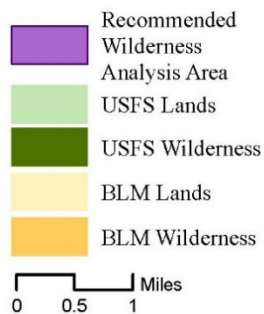 Recommended
Wilderness
Analysis Area
USFS Lands
USFS Wilderness
BLM Lands
BLM Wilderness
Miles
0 0.5 1